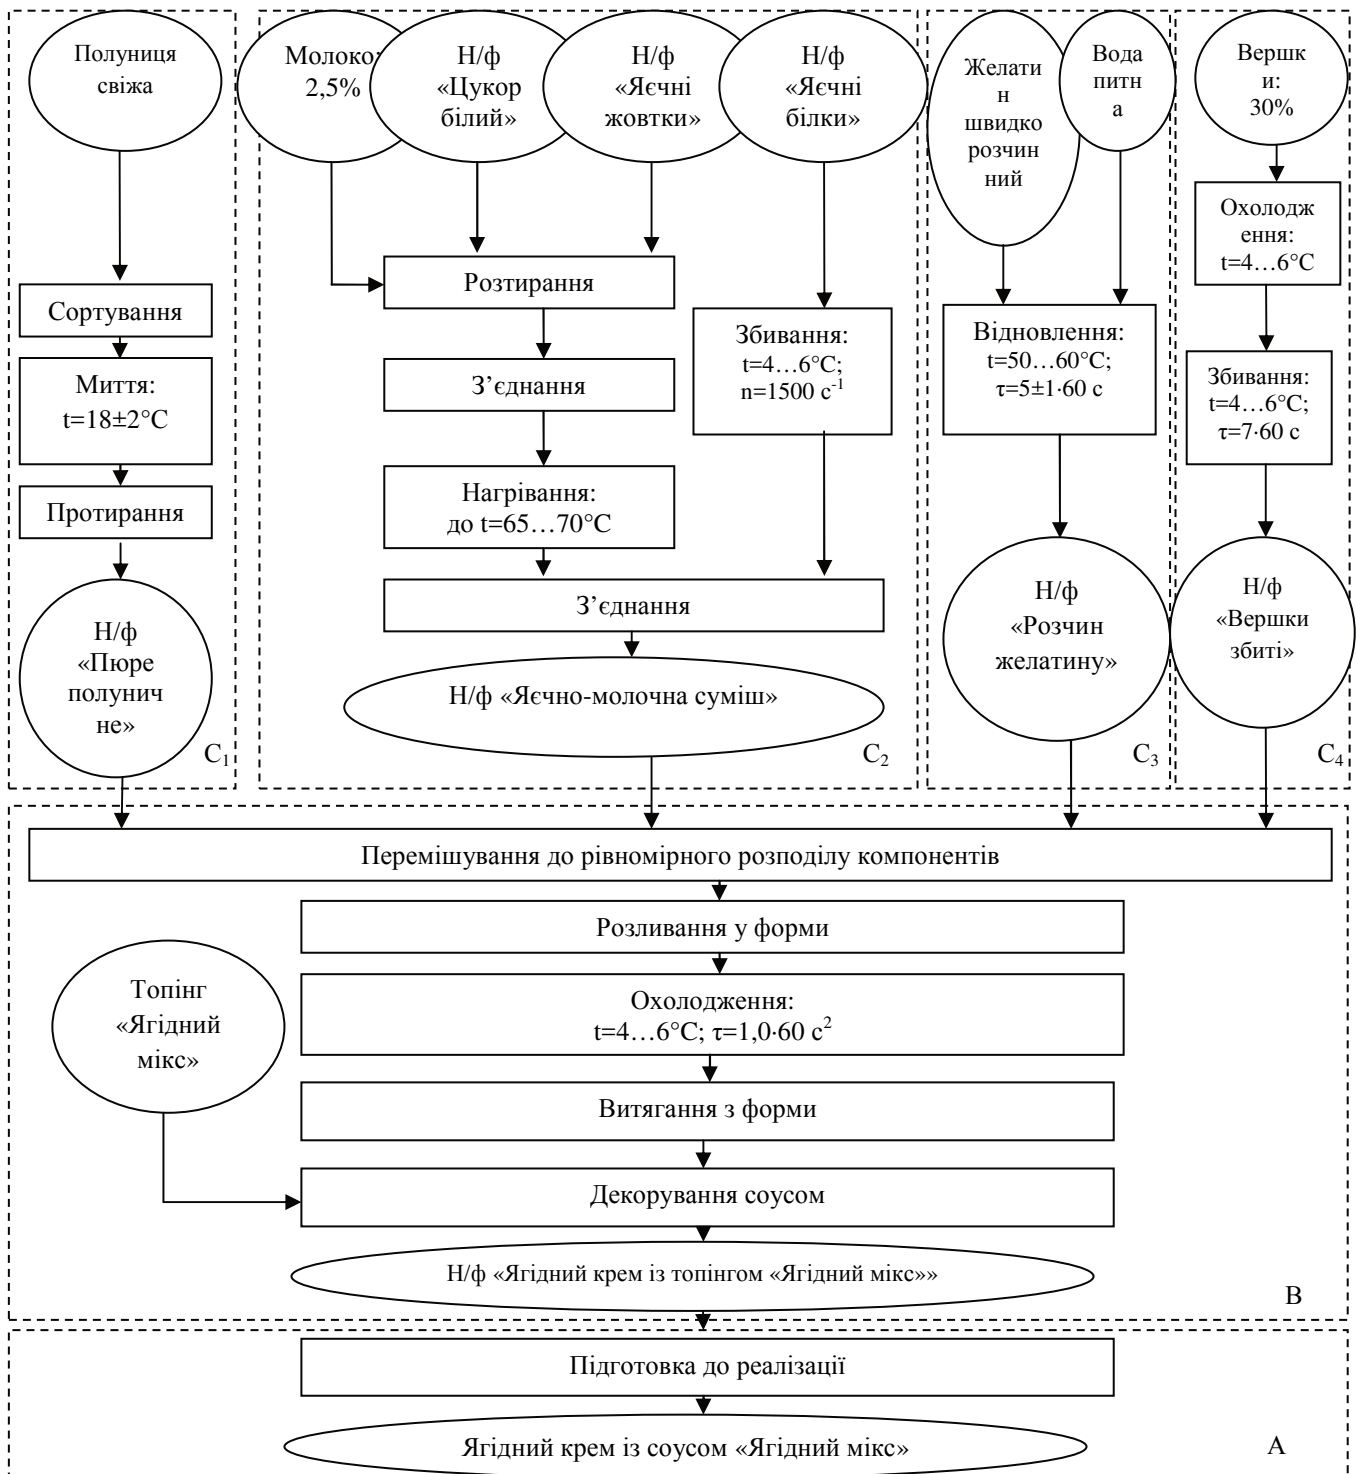 Полуниця
свіжа
Молоко:
2,5%
Н/ф
«Цукор
білий»
Н/ф
«Яєчні
жовтки»
Н/ф
«Яєчні
білки»
Желати
н
швидко
розчин
ний
Вода
питн
а
Вершк
и:
30%
Сортування
Миття:
t=18±2°С
Протирання
Н/ф
«Пюре
полунич
не»
С₁
Розтирання
З’єднання
Нагрівання:
до t=65…70°С
Збивання:
t=4…6°С;
n=1500 с⁻¹
З’єднання
Н/ф «Яєчно-молочна суміш»
С₂
Відновлення:
t=50…60°С;
τ=5±1·60 с
Н/ф
«Розчин
желатину»
С₃
Охолодж
ення:
t=4…6°С
Збивання:
t=4…6°С;
τ=7·60 с
Н/ф
«Вершки
збиті»
С₄
Перемішування до рівномірного розподілу компонентів
Розливання у форми
Топінг
«Ягідний
мікс»
Охолодження:
t=4…6°С; τ=1,0·60 с²
Витягання з форми
Декорування соусом
Н/ф «Ягідний крем із топінгом «Ягідний мікс»»
В
Підготовка до реалізації
Ягідний крем із соусом «Ягідний мікс»
А